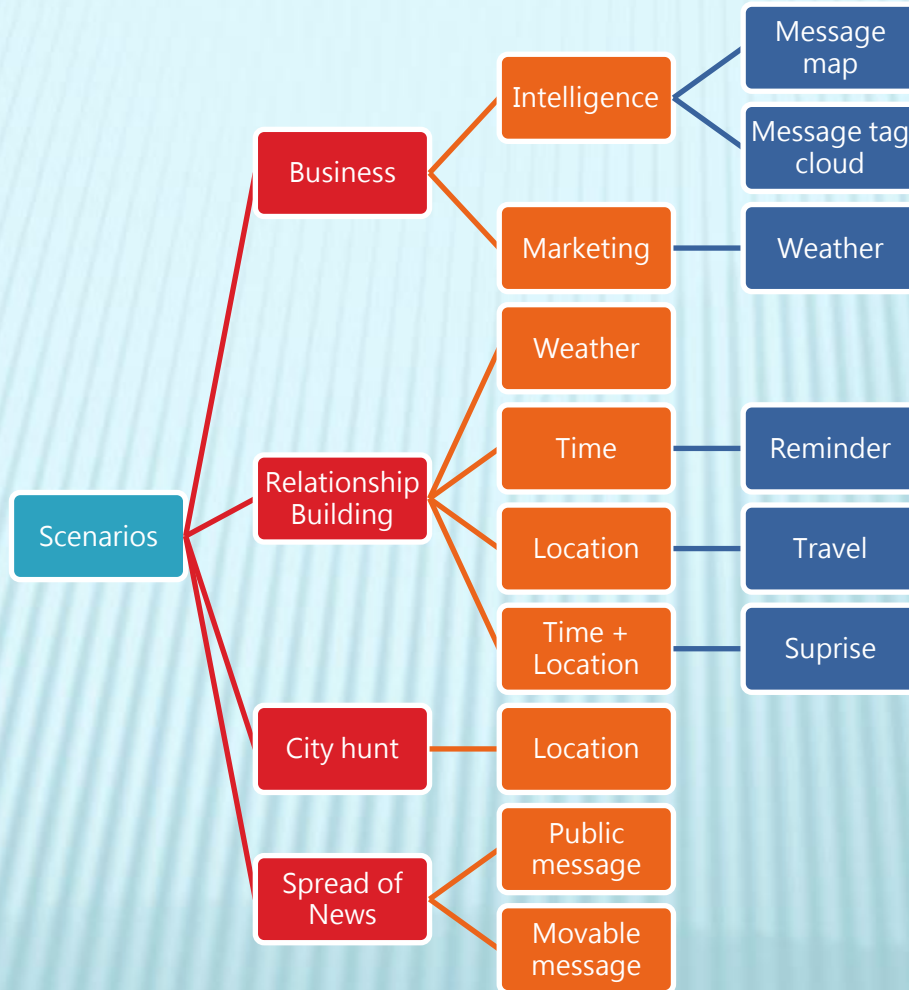 Scenarios
Business
Intelligence
Message
map
Message tag
cloud
Marketing
Weather
Relationship
Building
Weather
Time
Reminder
Location
Travel
Time +
Location
Suprise
City hunt
Location
Spread of
News
Public
message
Movable
message